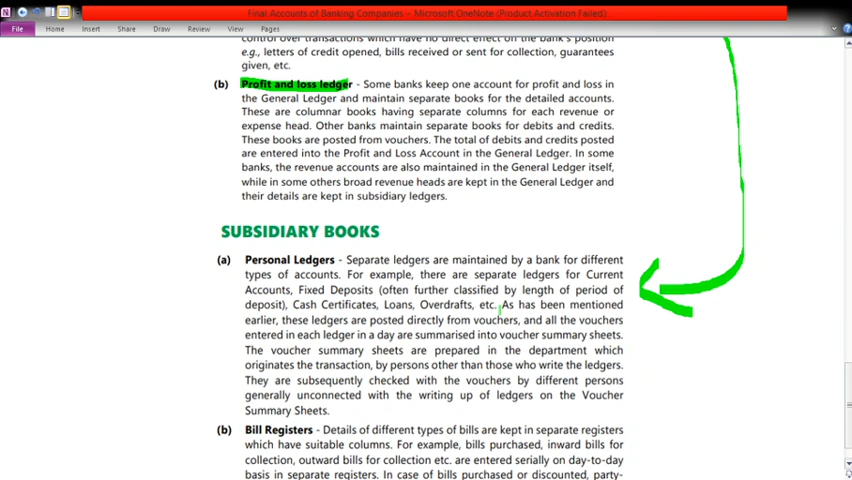 Final Accounts of Banking Companies - Microsoft OneNote (Product Activation Failed)
File Home Insert Share Draw Review View Pages
control over transactions which have no direct effect on the bank's position
e.g., letters of credit opened, bills received or sent for collection, guarantees
given, etc.
(b) Profit and loss ledger - Some banks keep one account for profit and loss in
the General Ledger and maintain separate books for the detailed accounts.
These are columnar books having separate columns for each revenue or
expense head. Other banks maintain separate books for debits and credits.
These books are posted from vouchers. The total of debits and credits posted
are entered into the Profit and Loss Account in the General Ledger. In some
banks, the revenue accounts are also maintained in the General Ledger itself,
while in some others broad revenue heads are kept in the General Ledger and
their details are kept in subsidiary ledgers.
SUBSIDIARY BOOKS
(a) Personal Ledgers - Separate ledgers are maintained by a bank for different
types of accounts. For example, there are separate ledgers for Current
Accounts, Fixed Deposits (often further classified by length of period of
deposit), Cash Certificates, Loans, Overdrafts, etc. As has been mentioned
earlier, these ledgers are posted directly from vouchers, and all the vouchers
entered in each ledger in a day are summarised into voucher summary sheets.
The voucher summary sheets are prepared in the department which
originates the transaction, by persons other than those who write the ledgers.
They are subsequently checked with the vouchers by different persons
generally unconnected with the writing up of ledgers on the Voucher
Summary Sheets.
(b) Bill Registers - Details of different types of bills are kept in separate registers
which have suitable columns. For example, bills purchased, inward bills for
collection, outward bills for collection etc. are entered serially on day-to-day
basis in separate registers. In case of bills purchased or discounted, party-